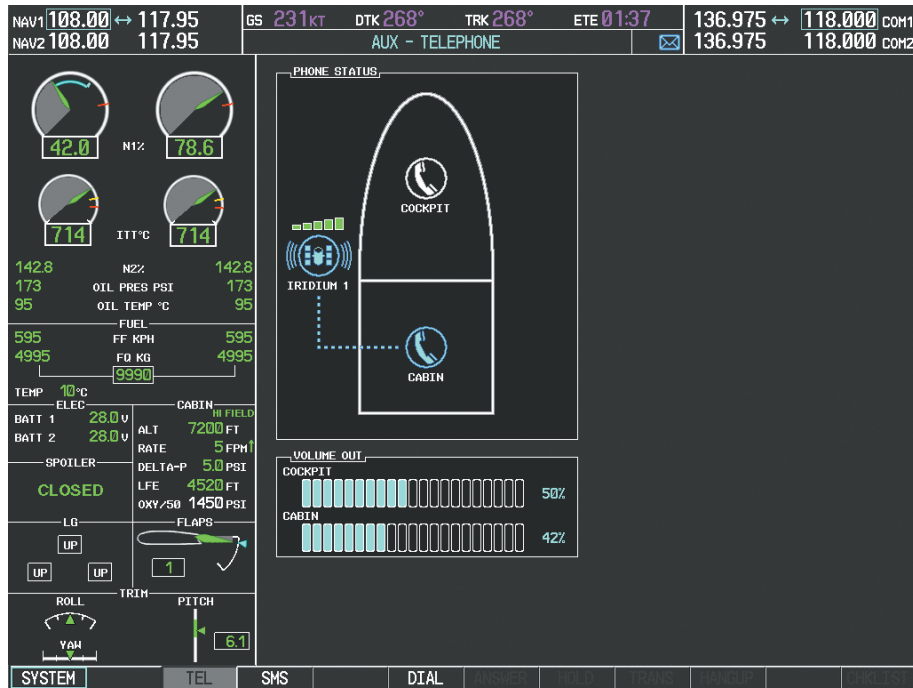 NAV1 108.00 ↔ 117.95 GS 231KT DTK 268° TRK 268° ETE 01:37 136.975 ↔ 118.000 COM1
NAV2 108.00 117.95 AUX - TELEPHONE 136.975 118.000 COM2
PHONE STATUS
42.0 N1% 78.6
COCKPIT
714 ITT°C 714
IRIDIUM 1
142.8 N2% 142.8
173 OIL PRES PSI 173
95 OIL TEMP °C 95
FUEL
595 FF KPH 595
4995 FQ KG 4995
9990
CABIN
TEMP 10°C
ELEC
BATT 1 28.0 V
BATT 2 28.0 V
CABIN
HI FIELD
ALT 7200 FT
RATE 5 FPM↑
DELTA-P 5.0 PSI
LFE 4520 FT
OXY/50 1450 PSI
SPOILER
CLOSED
VOLUME OUT
COCKPIT
50%
CABIN
42%
LG
UP
UP UP
FLAPS
1
TRIM
ROLL PITCH
YAW
6.1
SYSTEM TEL SMS DIAL ANSWER HOLD TRANS HANGUP CHKLIST